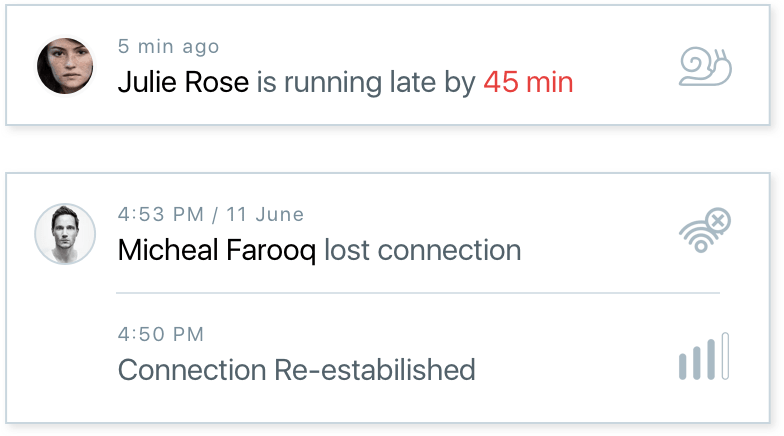 5 min ago
Julie Rose is running late by 45 min
4:53 PM / 11 June
Micheal Farooq lost connection
4:50 PM
Connection Re-estabilished